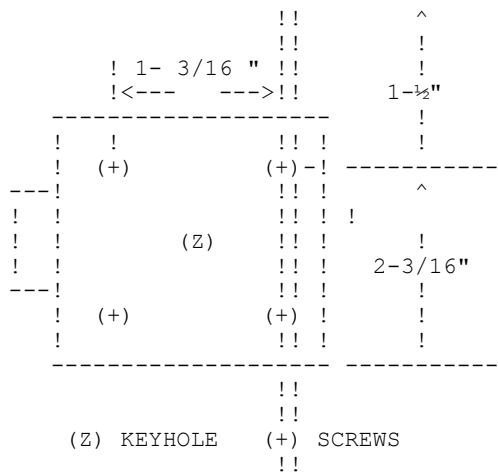 !!        ^
                       !!        !
        ! 1- 3/16 " !!        !
        !<---   --->!!      1-½"
   ---------------------      !
   !   !            !! !      !
   !  (+)          (+)-! -----------
---!                !! !      ^
!  !                !! ! !
!  !      (Z)       !! !      !
!  !                !! !  2-3/16"
---!                !! !      !
   !  (+)          (+) !      !
   !                !! !      !
   --------------------- -----------
                    !!
                    !!
    (Z) KEYHOLE    (+) SCREWS
                    !!